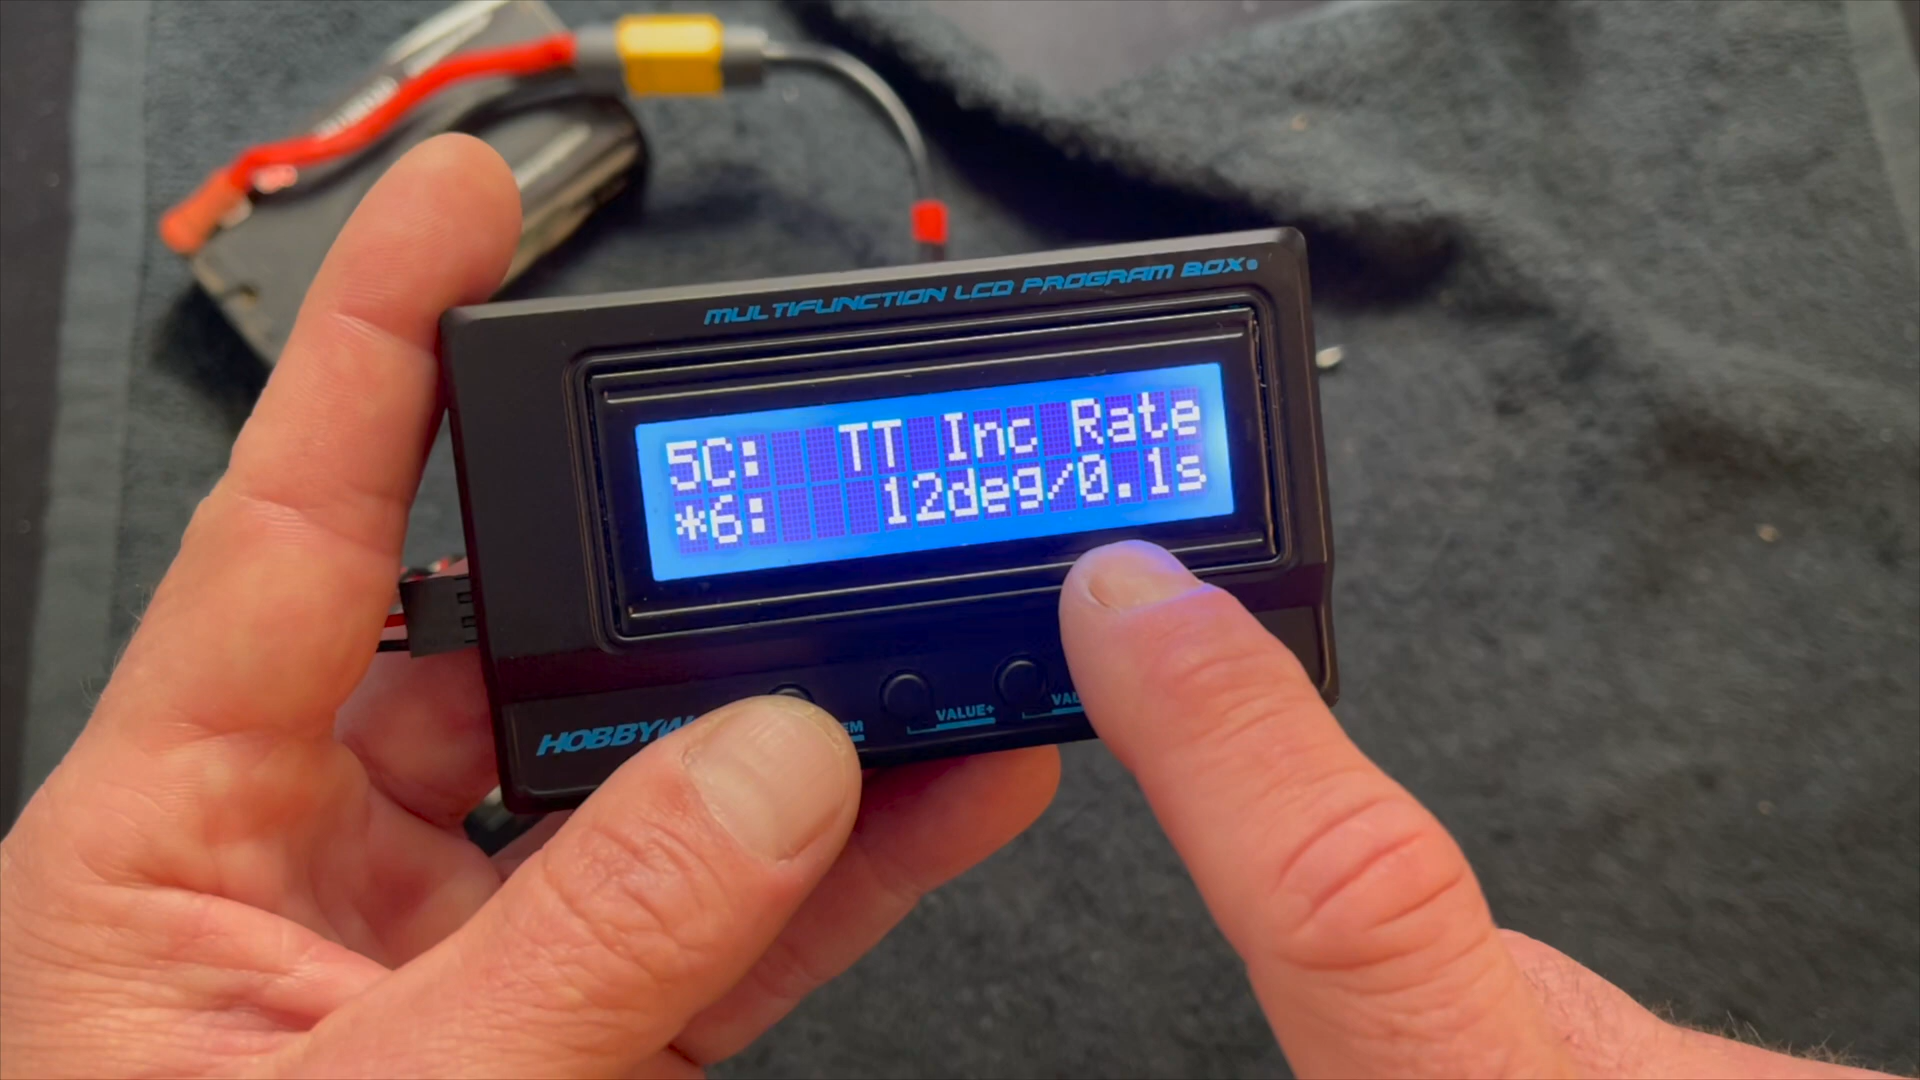 MULTIFUNCTION LCD PROGRAM BOX
5C: TT Inc Rate
*6: 12deg/0.1s
VALUE+